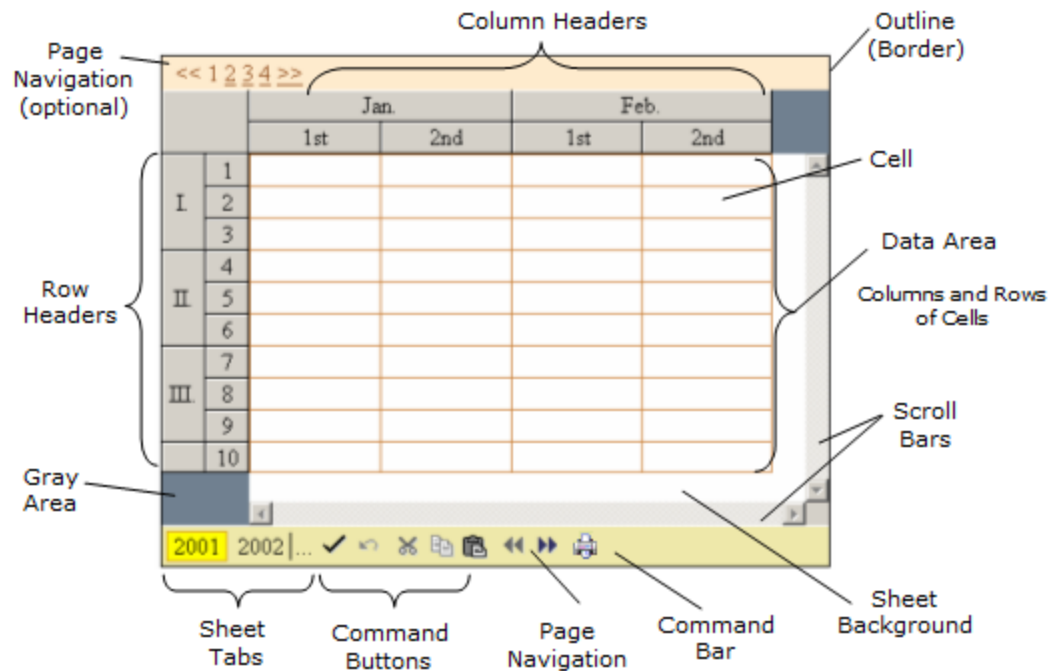 Column Headers
Outline
(Border)
Page
Navigation
(optional)
<< 1 2 3 4 >>
Jan. Feb.
1st 2nd 1st 2nd
Cell
I. 1
2
3
Data Area
Columns and Rows
of Cells
Row
Headers
II. 4
5
6
III. 7
8
9
10
Scroll
Bars
Gray
Area
2001 2002 ...
Sheet
Tabs
Command
Buttons
Page
Navigation
Command
Bar
Sheet
Background